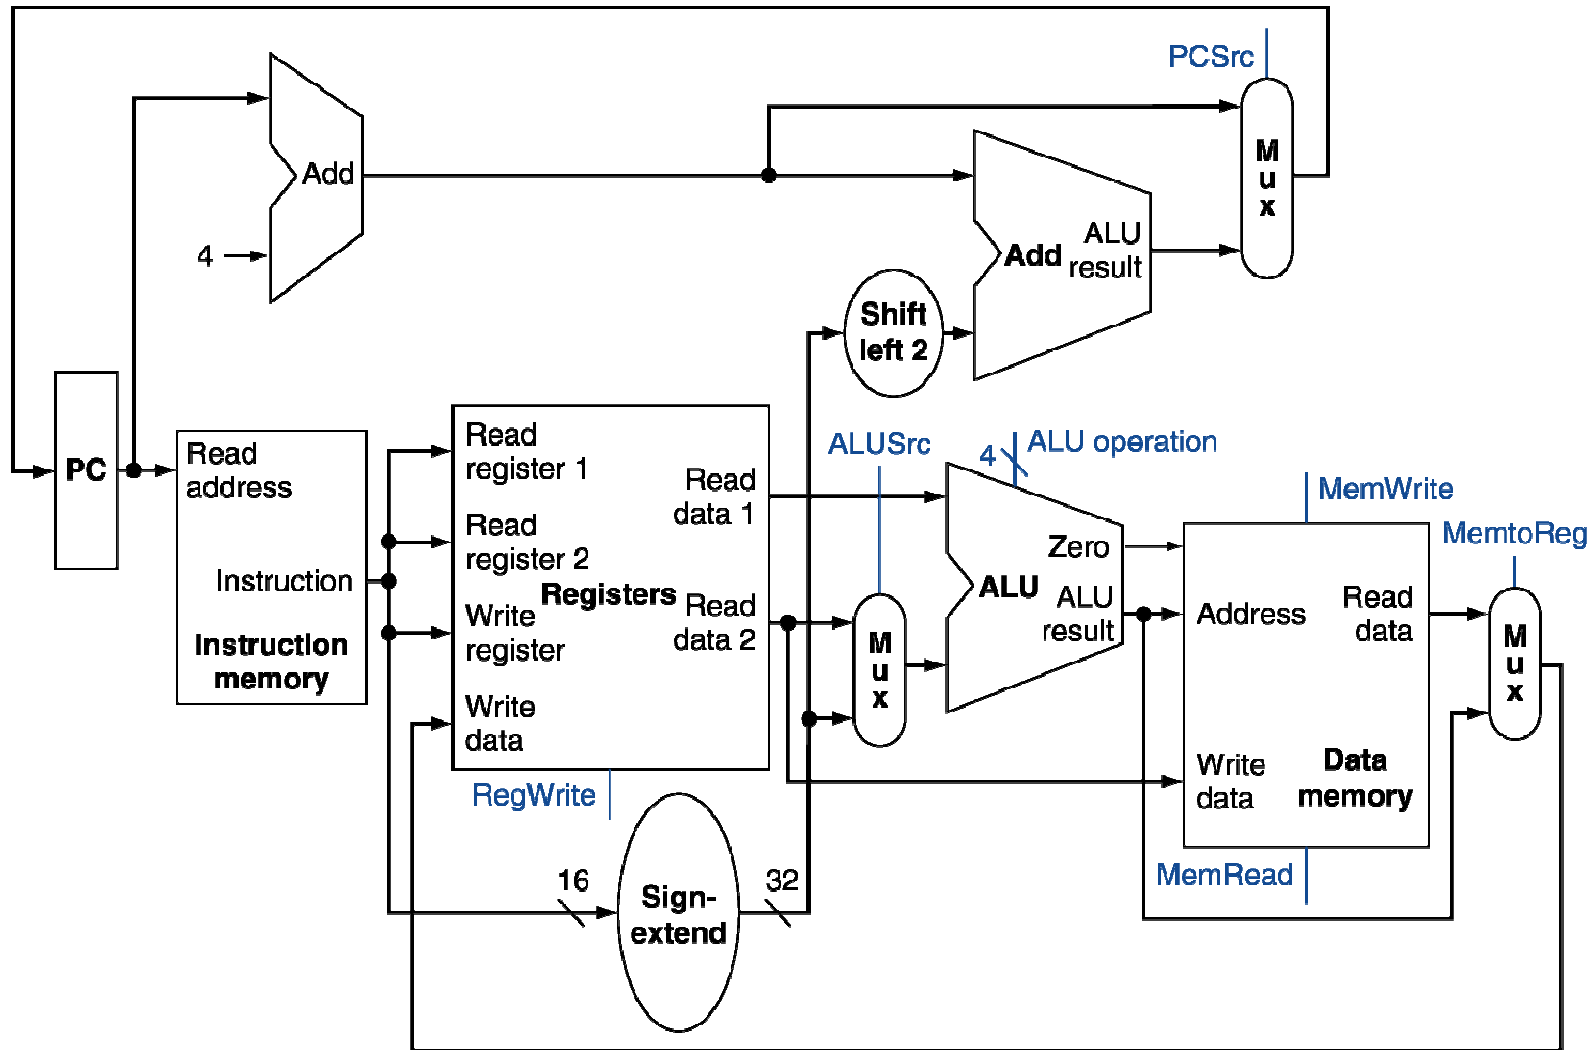 PCSrc
M
u
x
Add
4
Add
ALU
result
Shift
left 2
PC
Read
address
Instruction
Instruction
memory
Read
register 1
Read
register 2
Write
register
Write
data
Registers
Read
data 1
Read
data 2
RegWrite
16
Sign-
extend
32
ALUSrc
M
u
x
4
ALU operation
Zero
ALU
ALU
result
MemWrite
Address
Read
data
Write
data
Data
memory
MemRead
MemtoReg
M
u
x